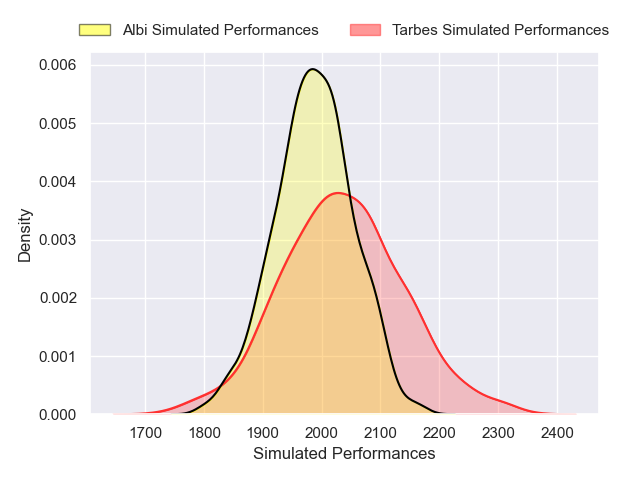 Albi Simulated Performances Tarbes Simulated Performances
0.006
0.005
0.004
0.003
0.002
0.001
0.000
Density
1700 1800 1900 2000 2100 2200 2300 2400
Simulated Performances